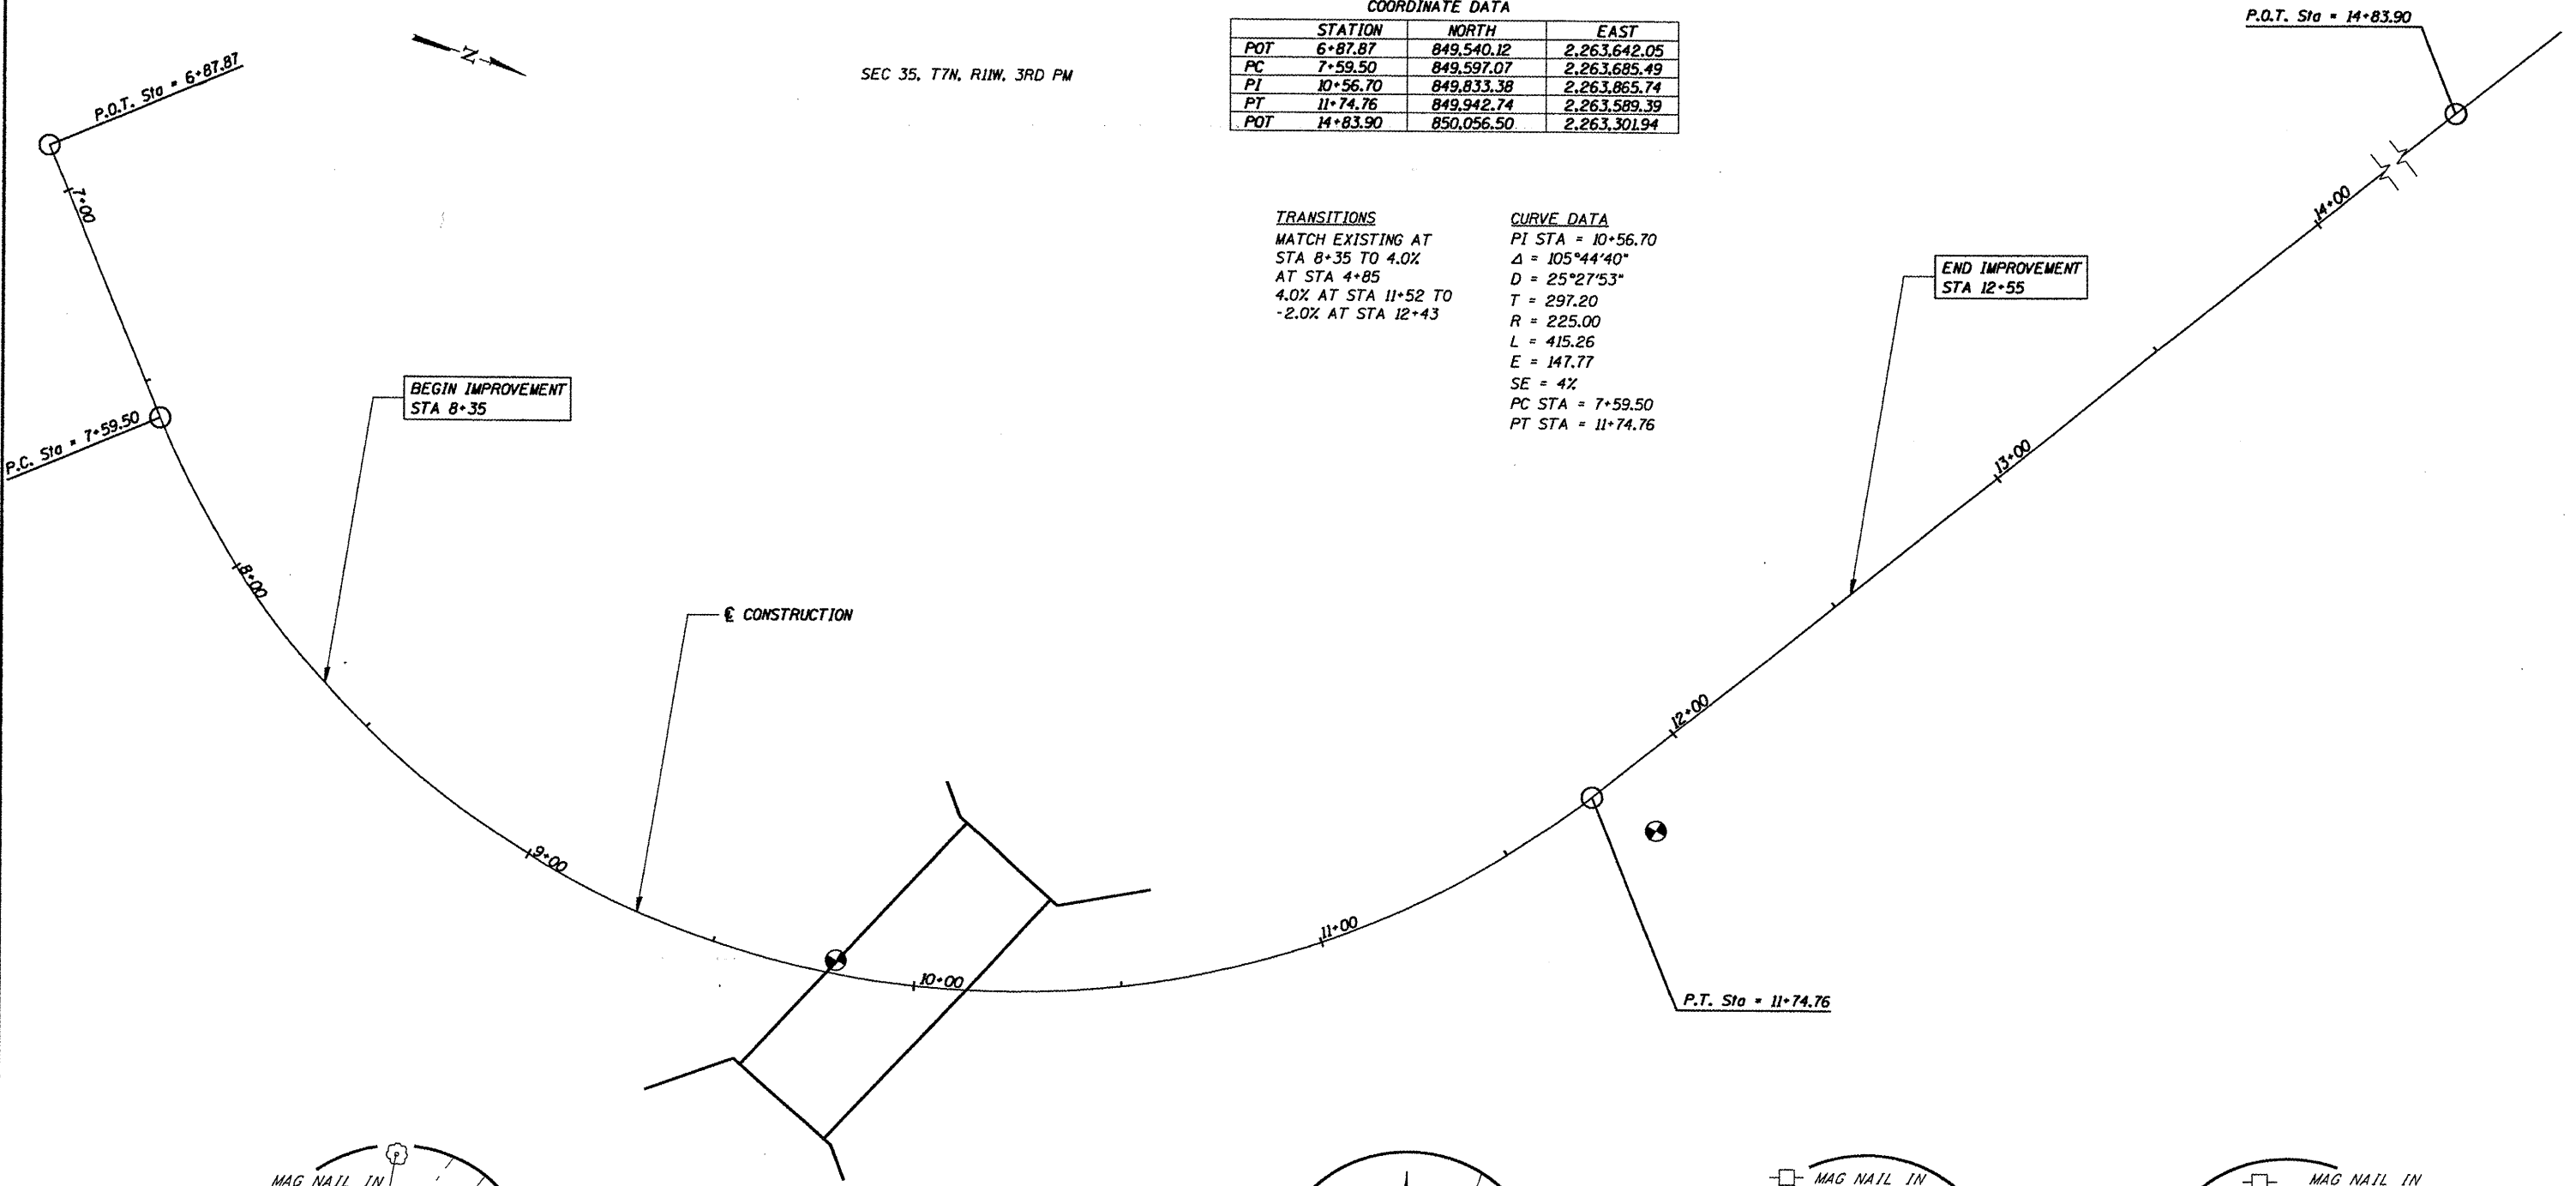 COORDINATE DATA
STATION NORTH EAST
POT 6+87.87 849,540.12 2,263,642.05
PC 7+59.50 849,597.07 2,263,685.49
PI 10+56.70 849,833.38 2,263,865.74
PT 11+74.76 849,942.74 2,263,589.39
POT 14+83.90 850,056.50 2,263,301.94
P.O.T. Sta = 14+83.90
P.O.T. Sta = 6+87.87
N
SEC 35, T7N, R11W, 3RD PM
7+00
14+00
TRANSITIONS
MATCH EXISTING AT
STA 8+35 TO 4.0%
AT STA 4+85
4.0% AT STA 11+52 TO
-2.0% AT STA 12+43
CURVE DATA
PI STA = 10+56.70
Δ = 105°44'40"
D = 25°27'53"
T = 297.20
R = 225.00
L = 415.26
E = 147.77
SE = 4%
PC STA = 7+59.50
PT STA = 11+74.76
END IMPROVEMENT
STA 12+55
BEGIN IMPROVEMENT
STA 8+35
P.C. Sta = 7+59.50
13+00
8+00
℄ CONSTRUCTION
12+00
9+00
11+00
10+00
P.T. Sta = 11+74.76
MAG NAIL IN
MAG NAIL IN
MAG NAIL IN